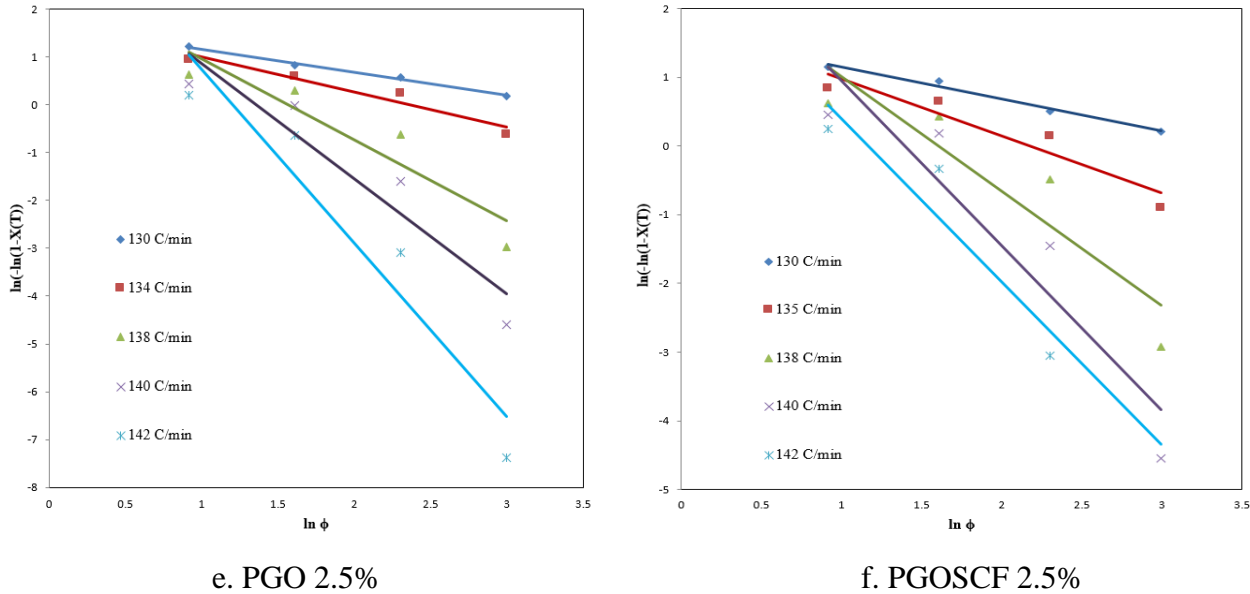 2
1
0
-1
-2
-3
-4
-5
-6
-7
-8
ln(-ln(1-X(T))
130 C/min
134 C/min
138 C/min
140 C/min
142 C/min
0
0.5
1
1.5
2
2.5
3
3.5
ln ϕ
e. PGO 2.5%
2
1
0
-1
-2
-3
-4
-5
ln(-ln(1-X(T))
130 C/min
135 C/min
138 C/min
140 C/min
142 C/min
0
0.5
1
1.5
2
2.5
3
3.5
ln ϕ
f. PGOSCF 2.5%